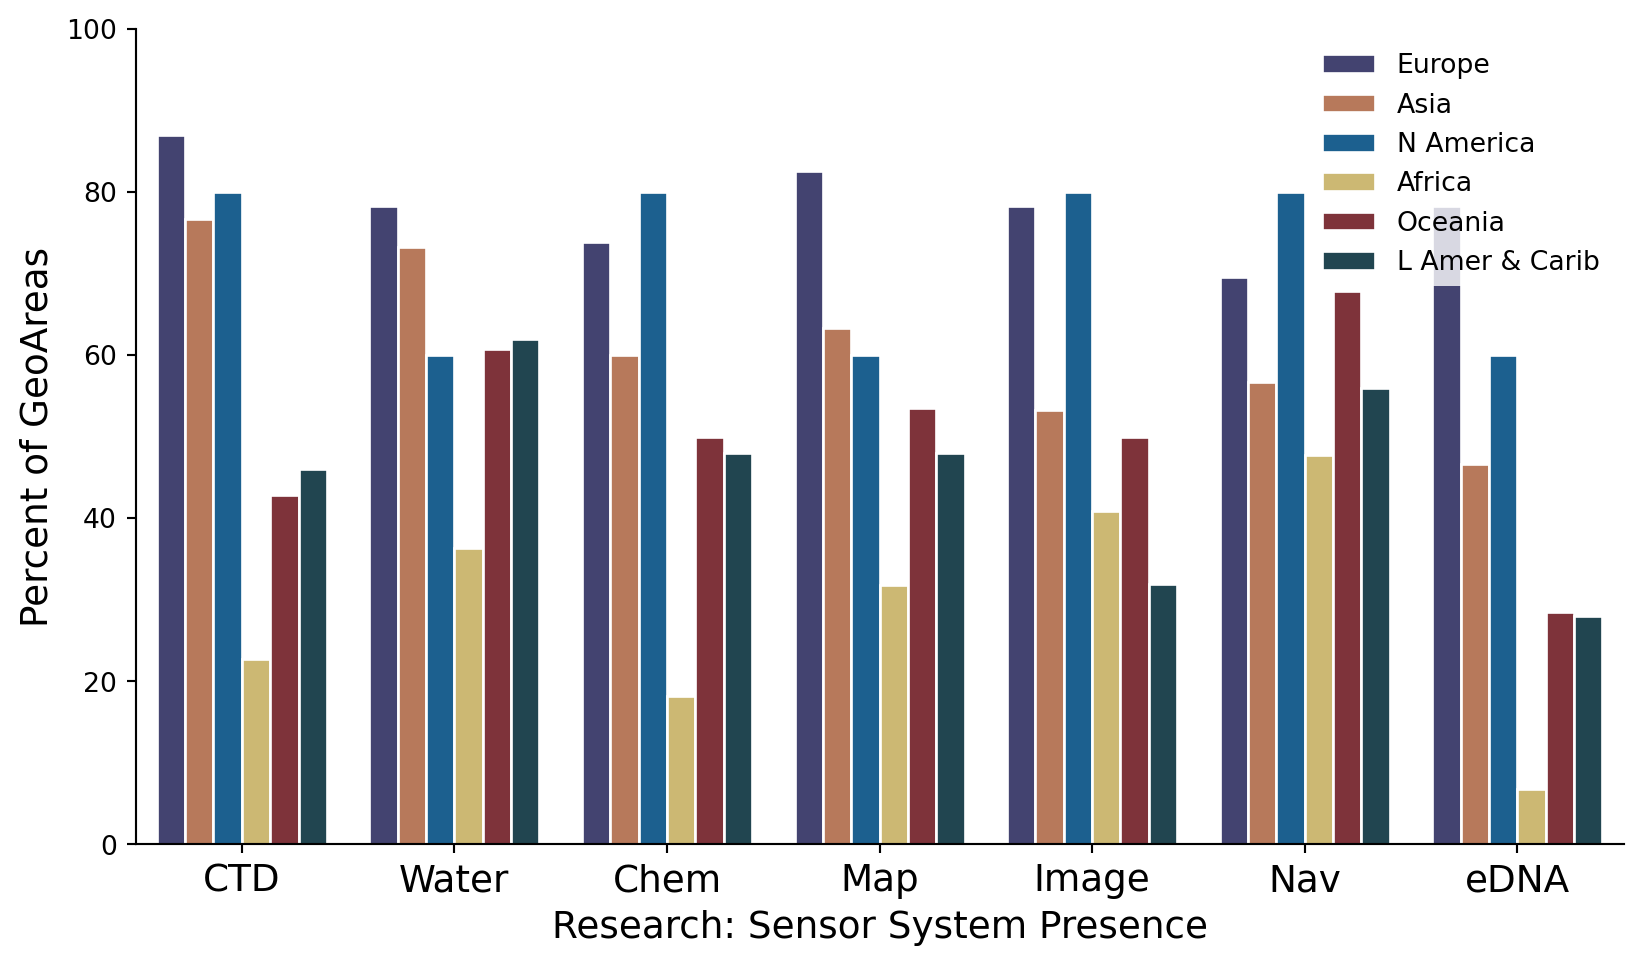 100
80
60
40
20
0
Percent of GeoAreas
Europe
Asia
N America
Africa
Oceania
L Amer & Carib
CTD Water Chem Map Image Nav eDNA
Research: Sensor System Presence